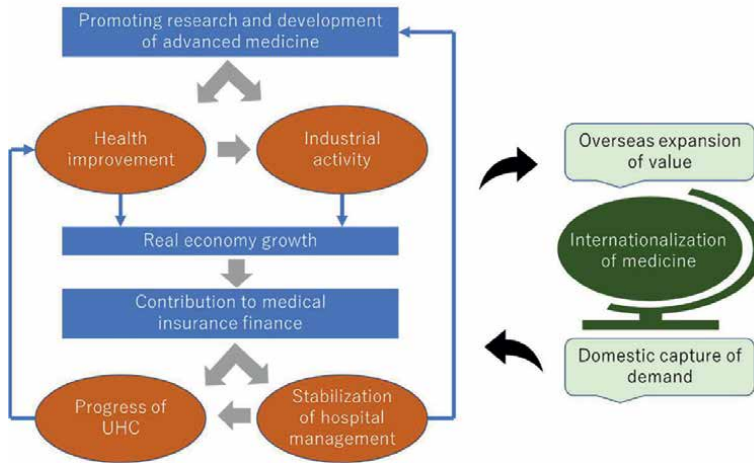 Promoting research and development
of advanced medicine
Health
improvement
Industrial
activity
Real economy growth
Contribution to medical
insurance finance
Progress of
UHC
Stabilization
of hospital
management
Overseas expansion
of value
Internationalization
of medicine
Domestic capture of
demand